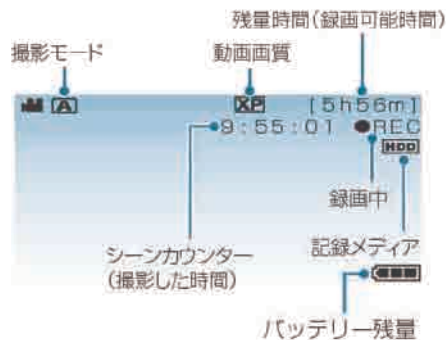 残量時間(録画可能時間)
撮影モード
動画画質
A XP [5h56m]
9:55:01 ●REC
HDD
録画中
シーンカウンター
(撮影した時間)
記録メディア
バッテリー残量